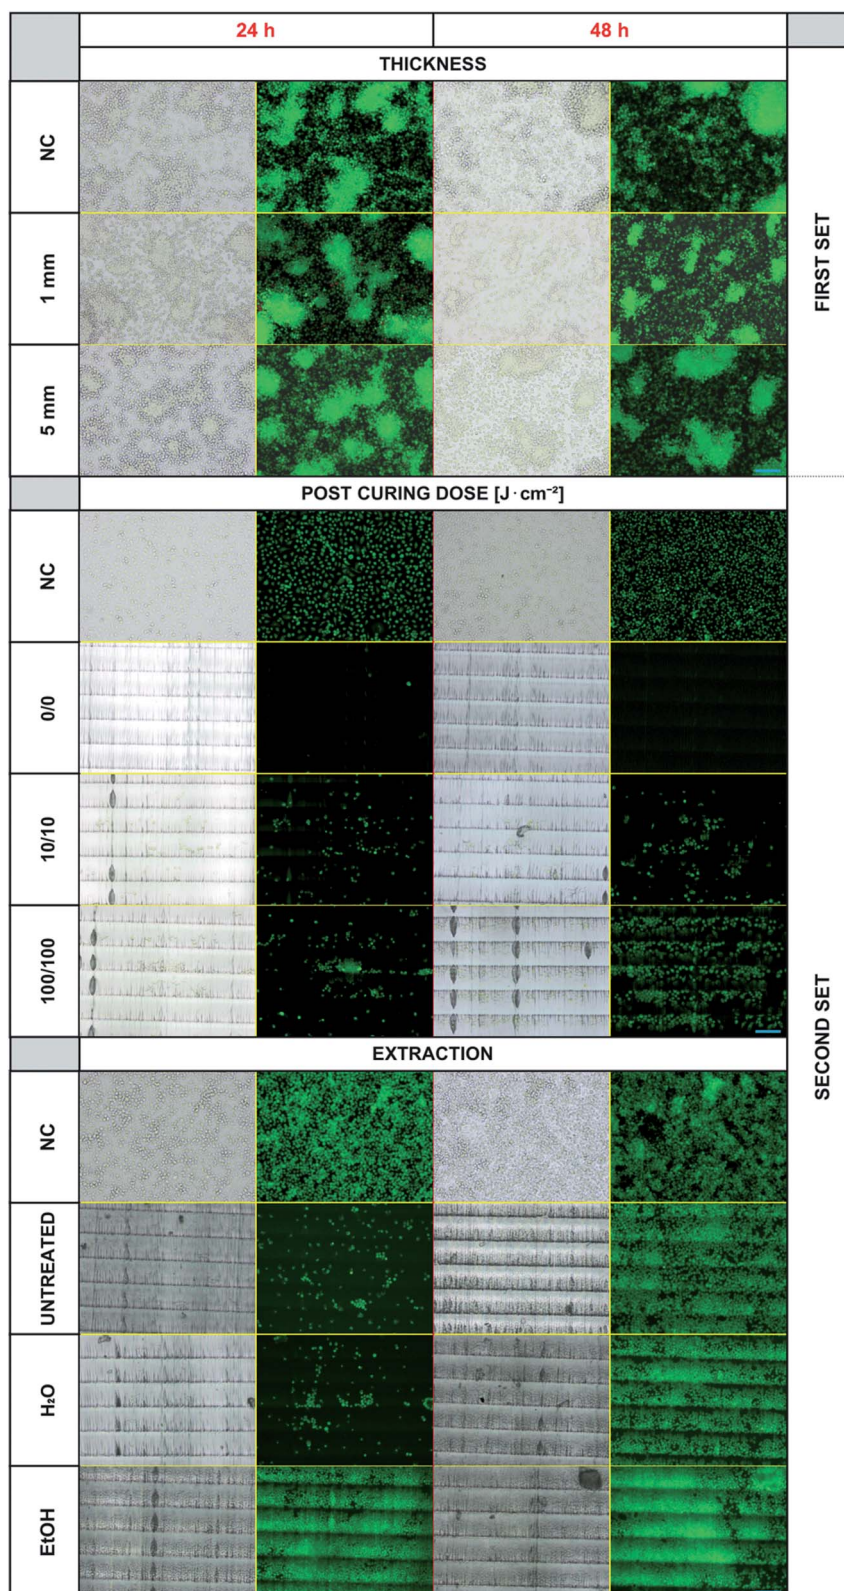 24 h
48 h
THICKNESS
NC
1 mm
5 mm
FIRST SET
POST CURING DOSE [J·cm⁻²]
NC
0/0
10/10
100/100
EXTRACTION
NC
UNTREATED
H₂O
EtOH
SECOND SET